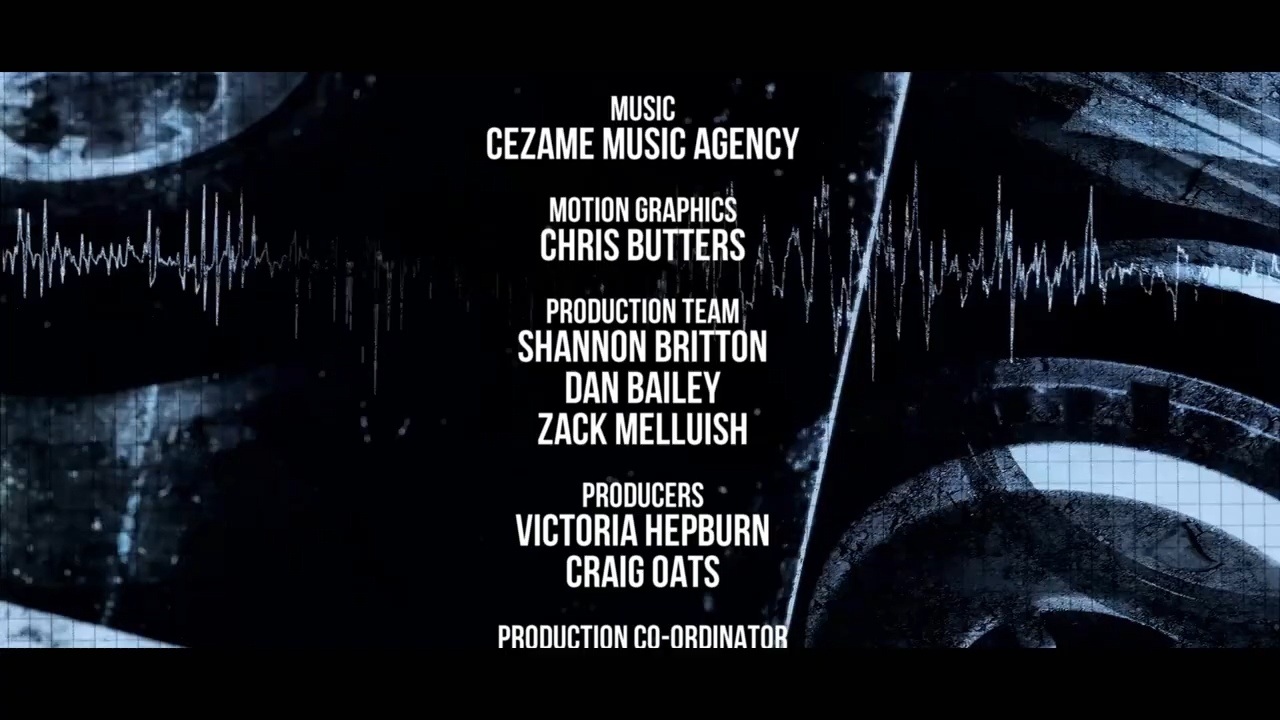 MUSIC
CEZAME MUSIC AGENCY
MOTION GRAPHICS
CHRIS BUTTERS
PRODUCTION TEAM
SHANNON BRITTON
DAN BAILEY
ZACK MELLUISH
PRODUCERS
VICTORIA HEPBURN
CRAIG OATS
PRODUCTION CO-ORDINATOR